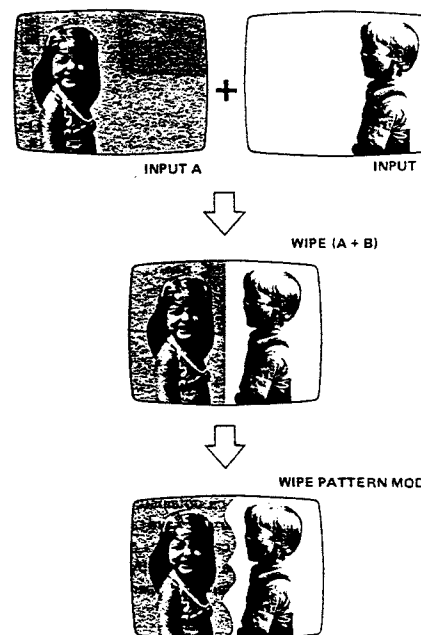 +
INPUT A
INPUT
WIPE (A + B)
WIPE PATTERN MOD